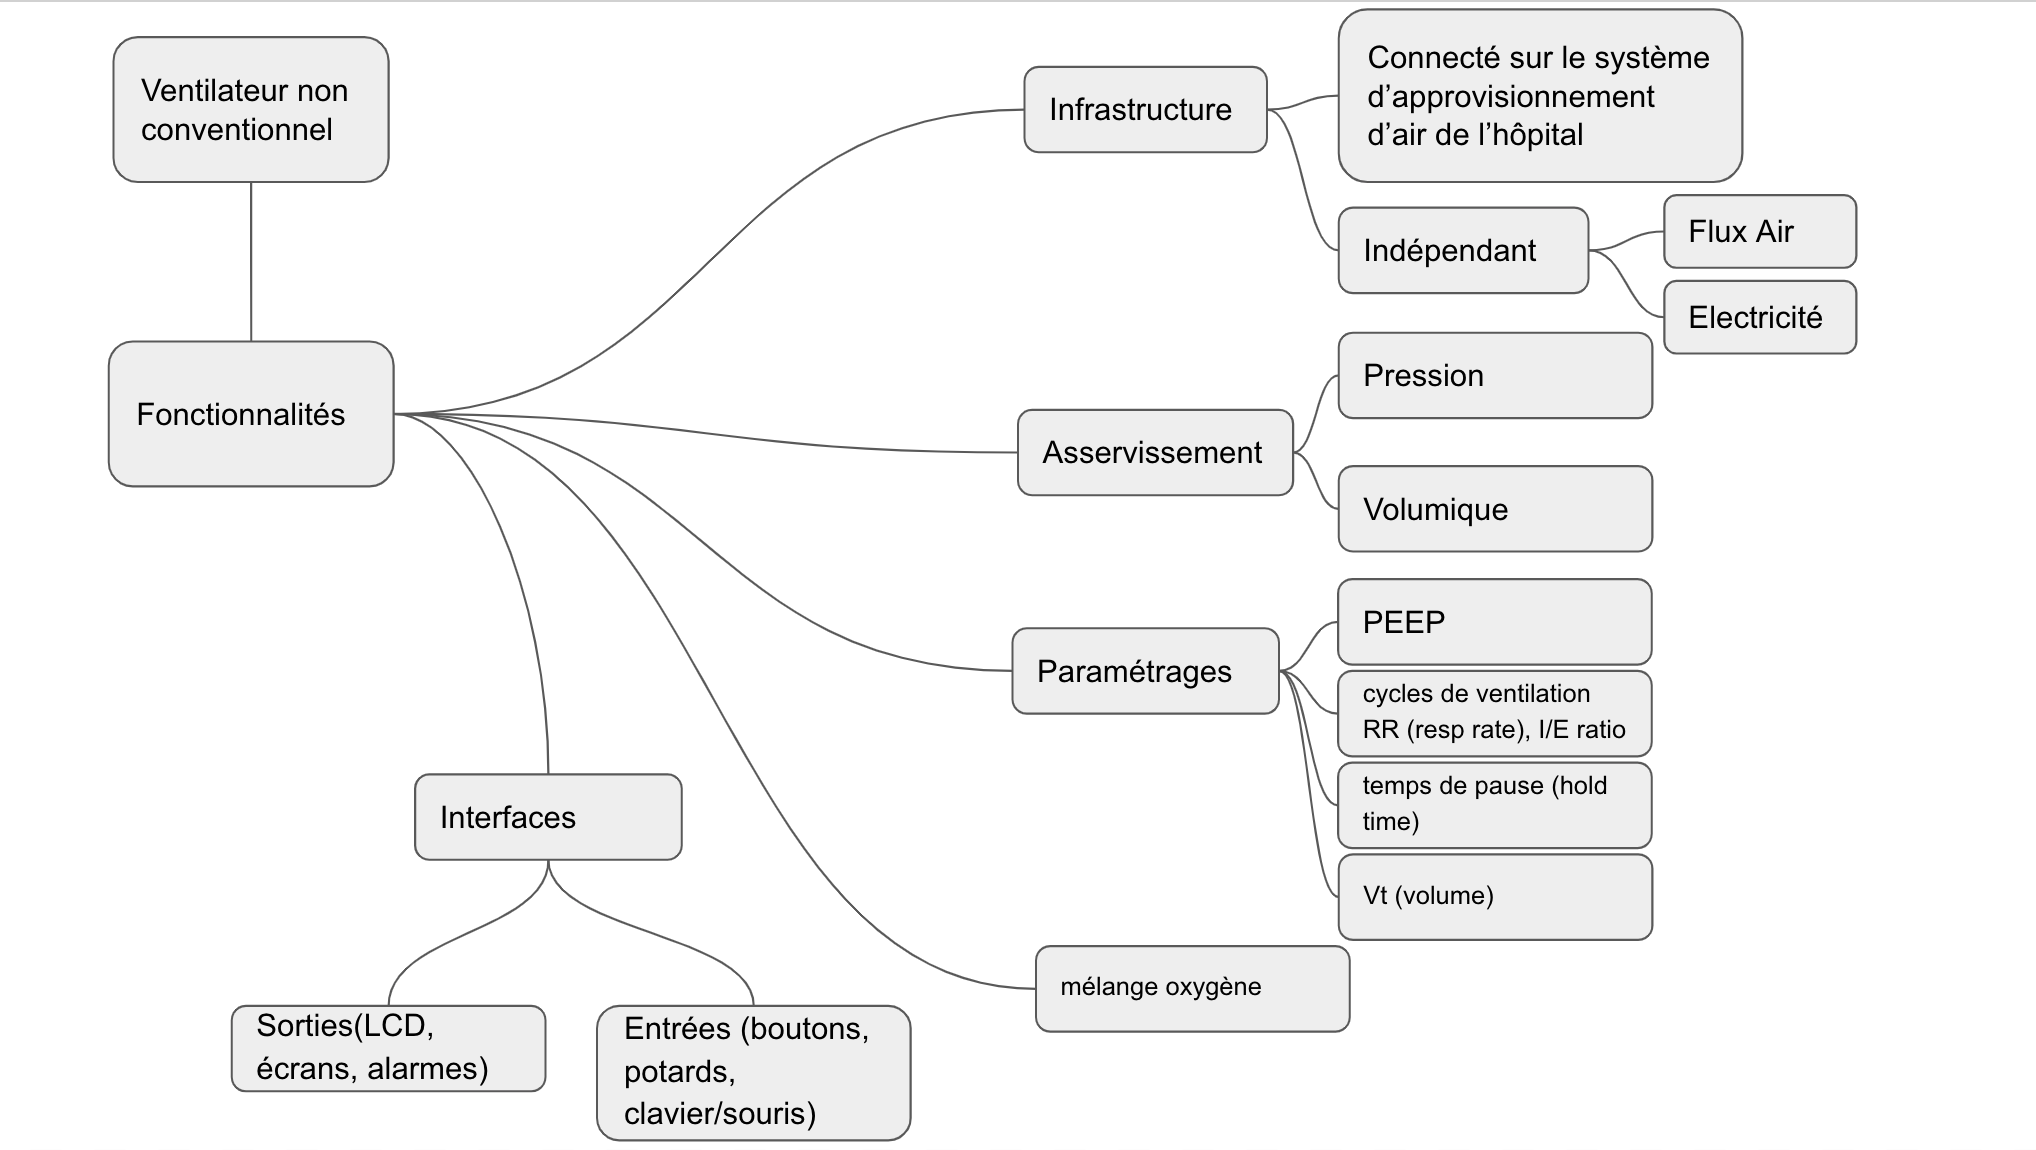 Ventilateur non
conventionnel
Fonctionnalités
Infrastructure
Connecté sur le système
d’approvisionnement
d’air de l’hôpital
Indépendant
Flux Air
Electricité
Asservissement
Pression
Volumique
Paramétrages
PEEP
cycles de ventilation
RR (resp rate), I/E ratio
temps de pause (hold
time)
Vt (volume)
mélange oxygène
Interfaces
Sorties(LCD,
écrans, alarmes)
Entrées (boutons,
potards,
clavier/souris)